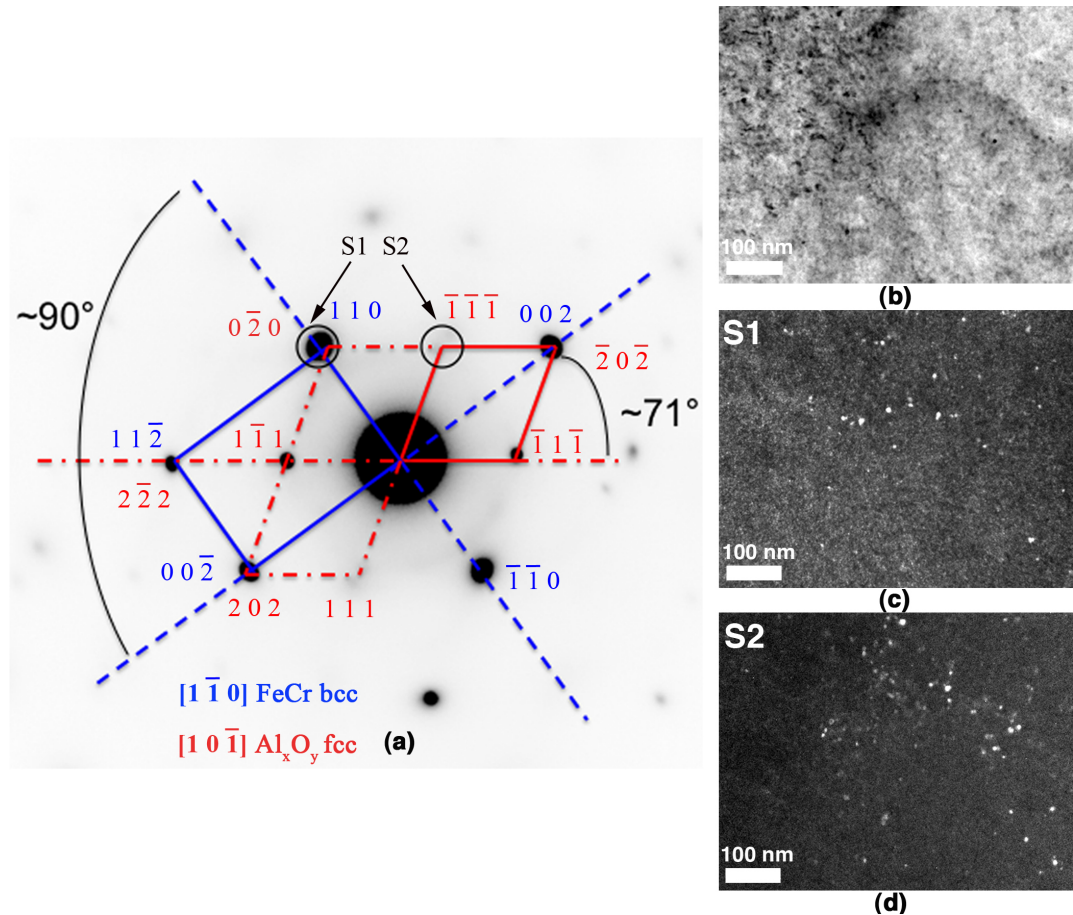 S1 S2
1 1 0
1̅ 1̅ 1̅
0 0 2
0 2̅ 0
2̅ 0 2̅
~90°
~71°
1 1 2̅
1 1̅ 1
1̅ 1 1̅
2 2̅ 2
0 0 2̅
1̅ 1̅ 0
2 0 2
1 1 1
[1 1̅ 0] FeCr bcc
[1 0 1̅] AlₓOᵧ fcc
(a)
100 nm
(b)
S1
100 nm
(c)
S2
100 nm
(d)